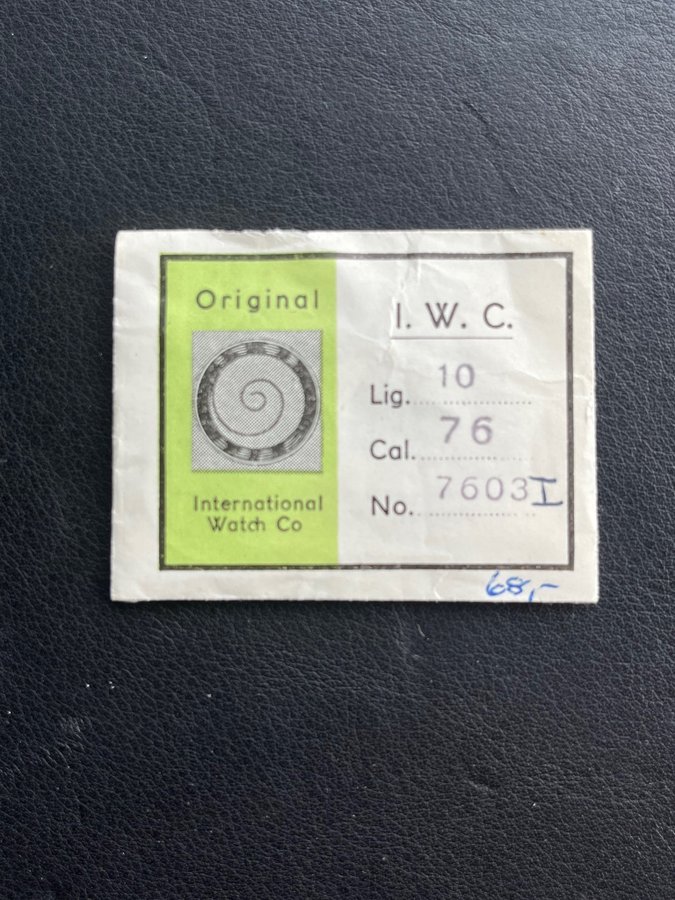 Original
International
Watch Co
I. W. C.
Lig. 10
Cal. 76
No. 7603 I
68,-